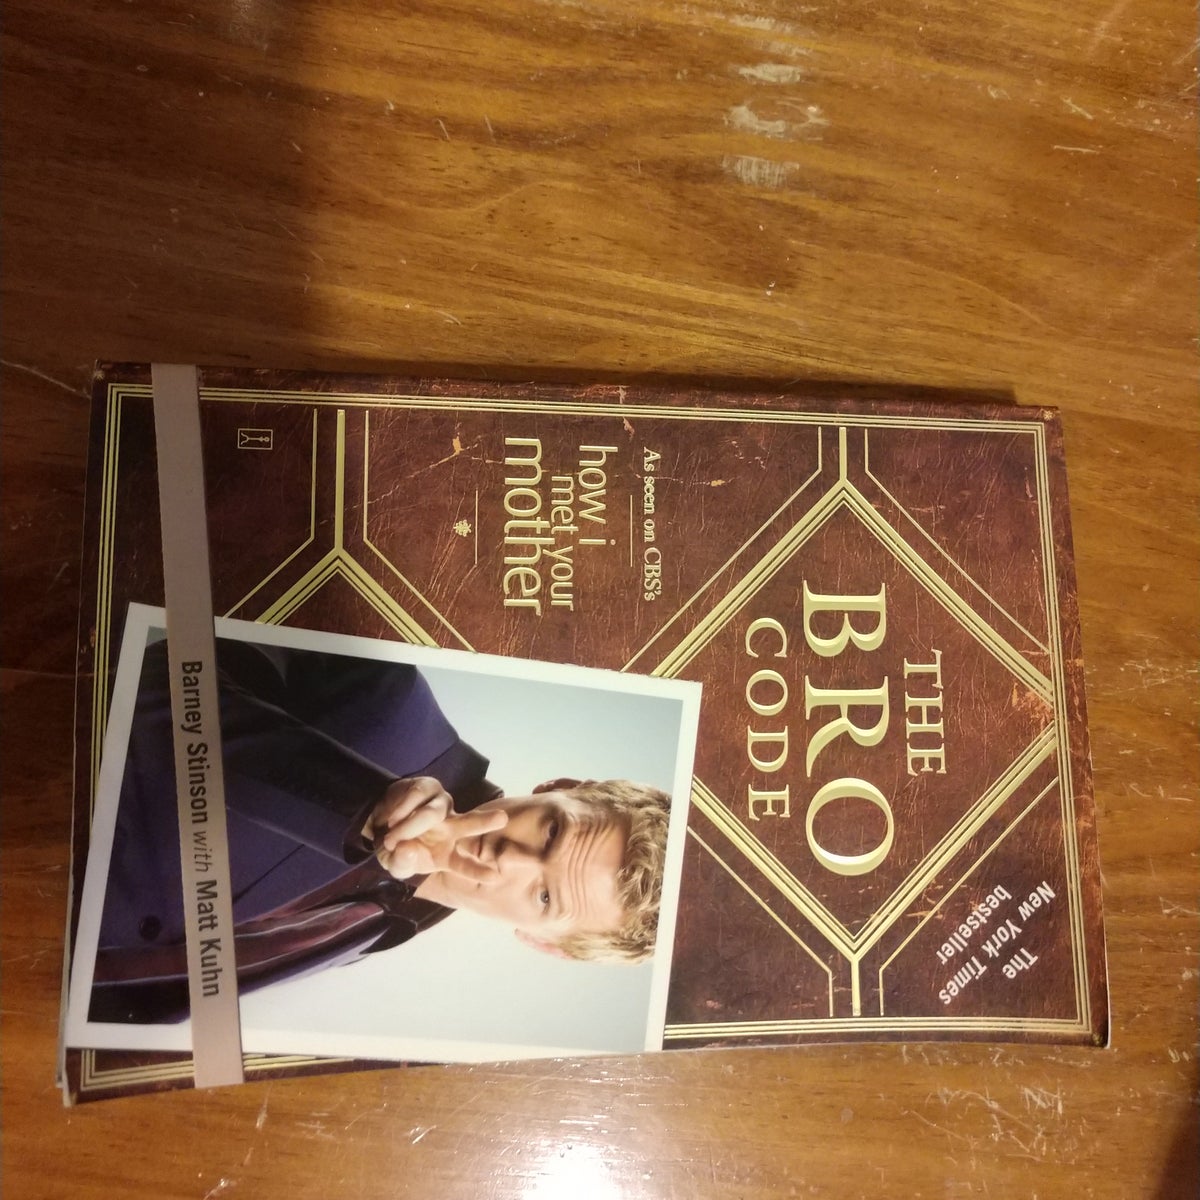 The
New York Times
bestseller
THE
BRO
CODE
As seen on CBS's
how i
met your
mother
Barney Stinson with Matt Kuhn